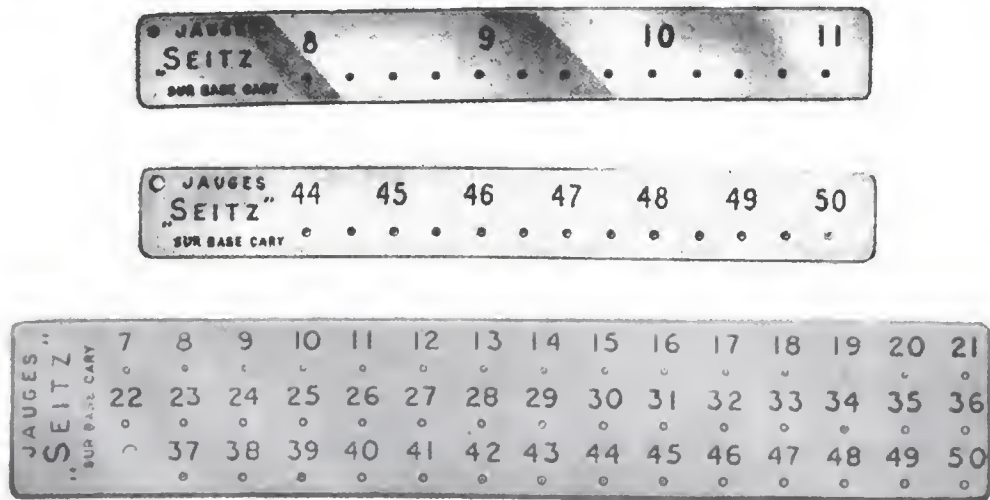 JAUGES 8 9 10 11
„SEITZ
SUR BASE CARY
JAUGES 44 45 46 47 48 49 50
„SEITZ”
SUR BASE CARY
JAUGES
"SEITZ"
SUR BASE CARY
7 8 9 10 11 12 13 14 15 16 17 18 19 20 21
22 23 24 25 26 27 28 29 30 31 32 33 34 35 36
37 38 39 40 41 42 43 44 45 46 47 48 49 50